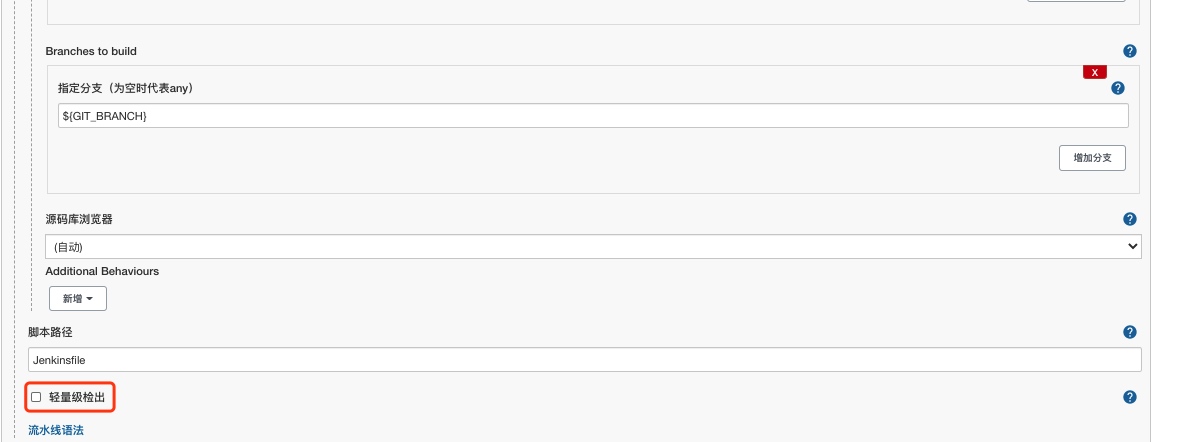 Branches to build
X
指定分支（为空时代表any）
${GIT_BRANCH}
增加分支
源码库浏览器
(自动)
Additional Behaviours
新增
脚本路径
Jenkinsfile
轻量级检出
流水线语法